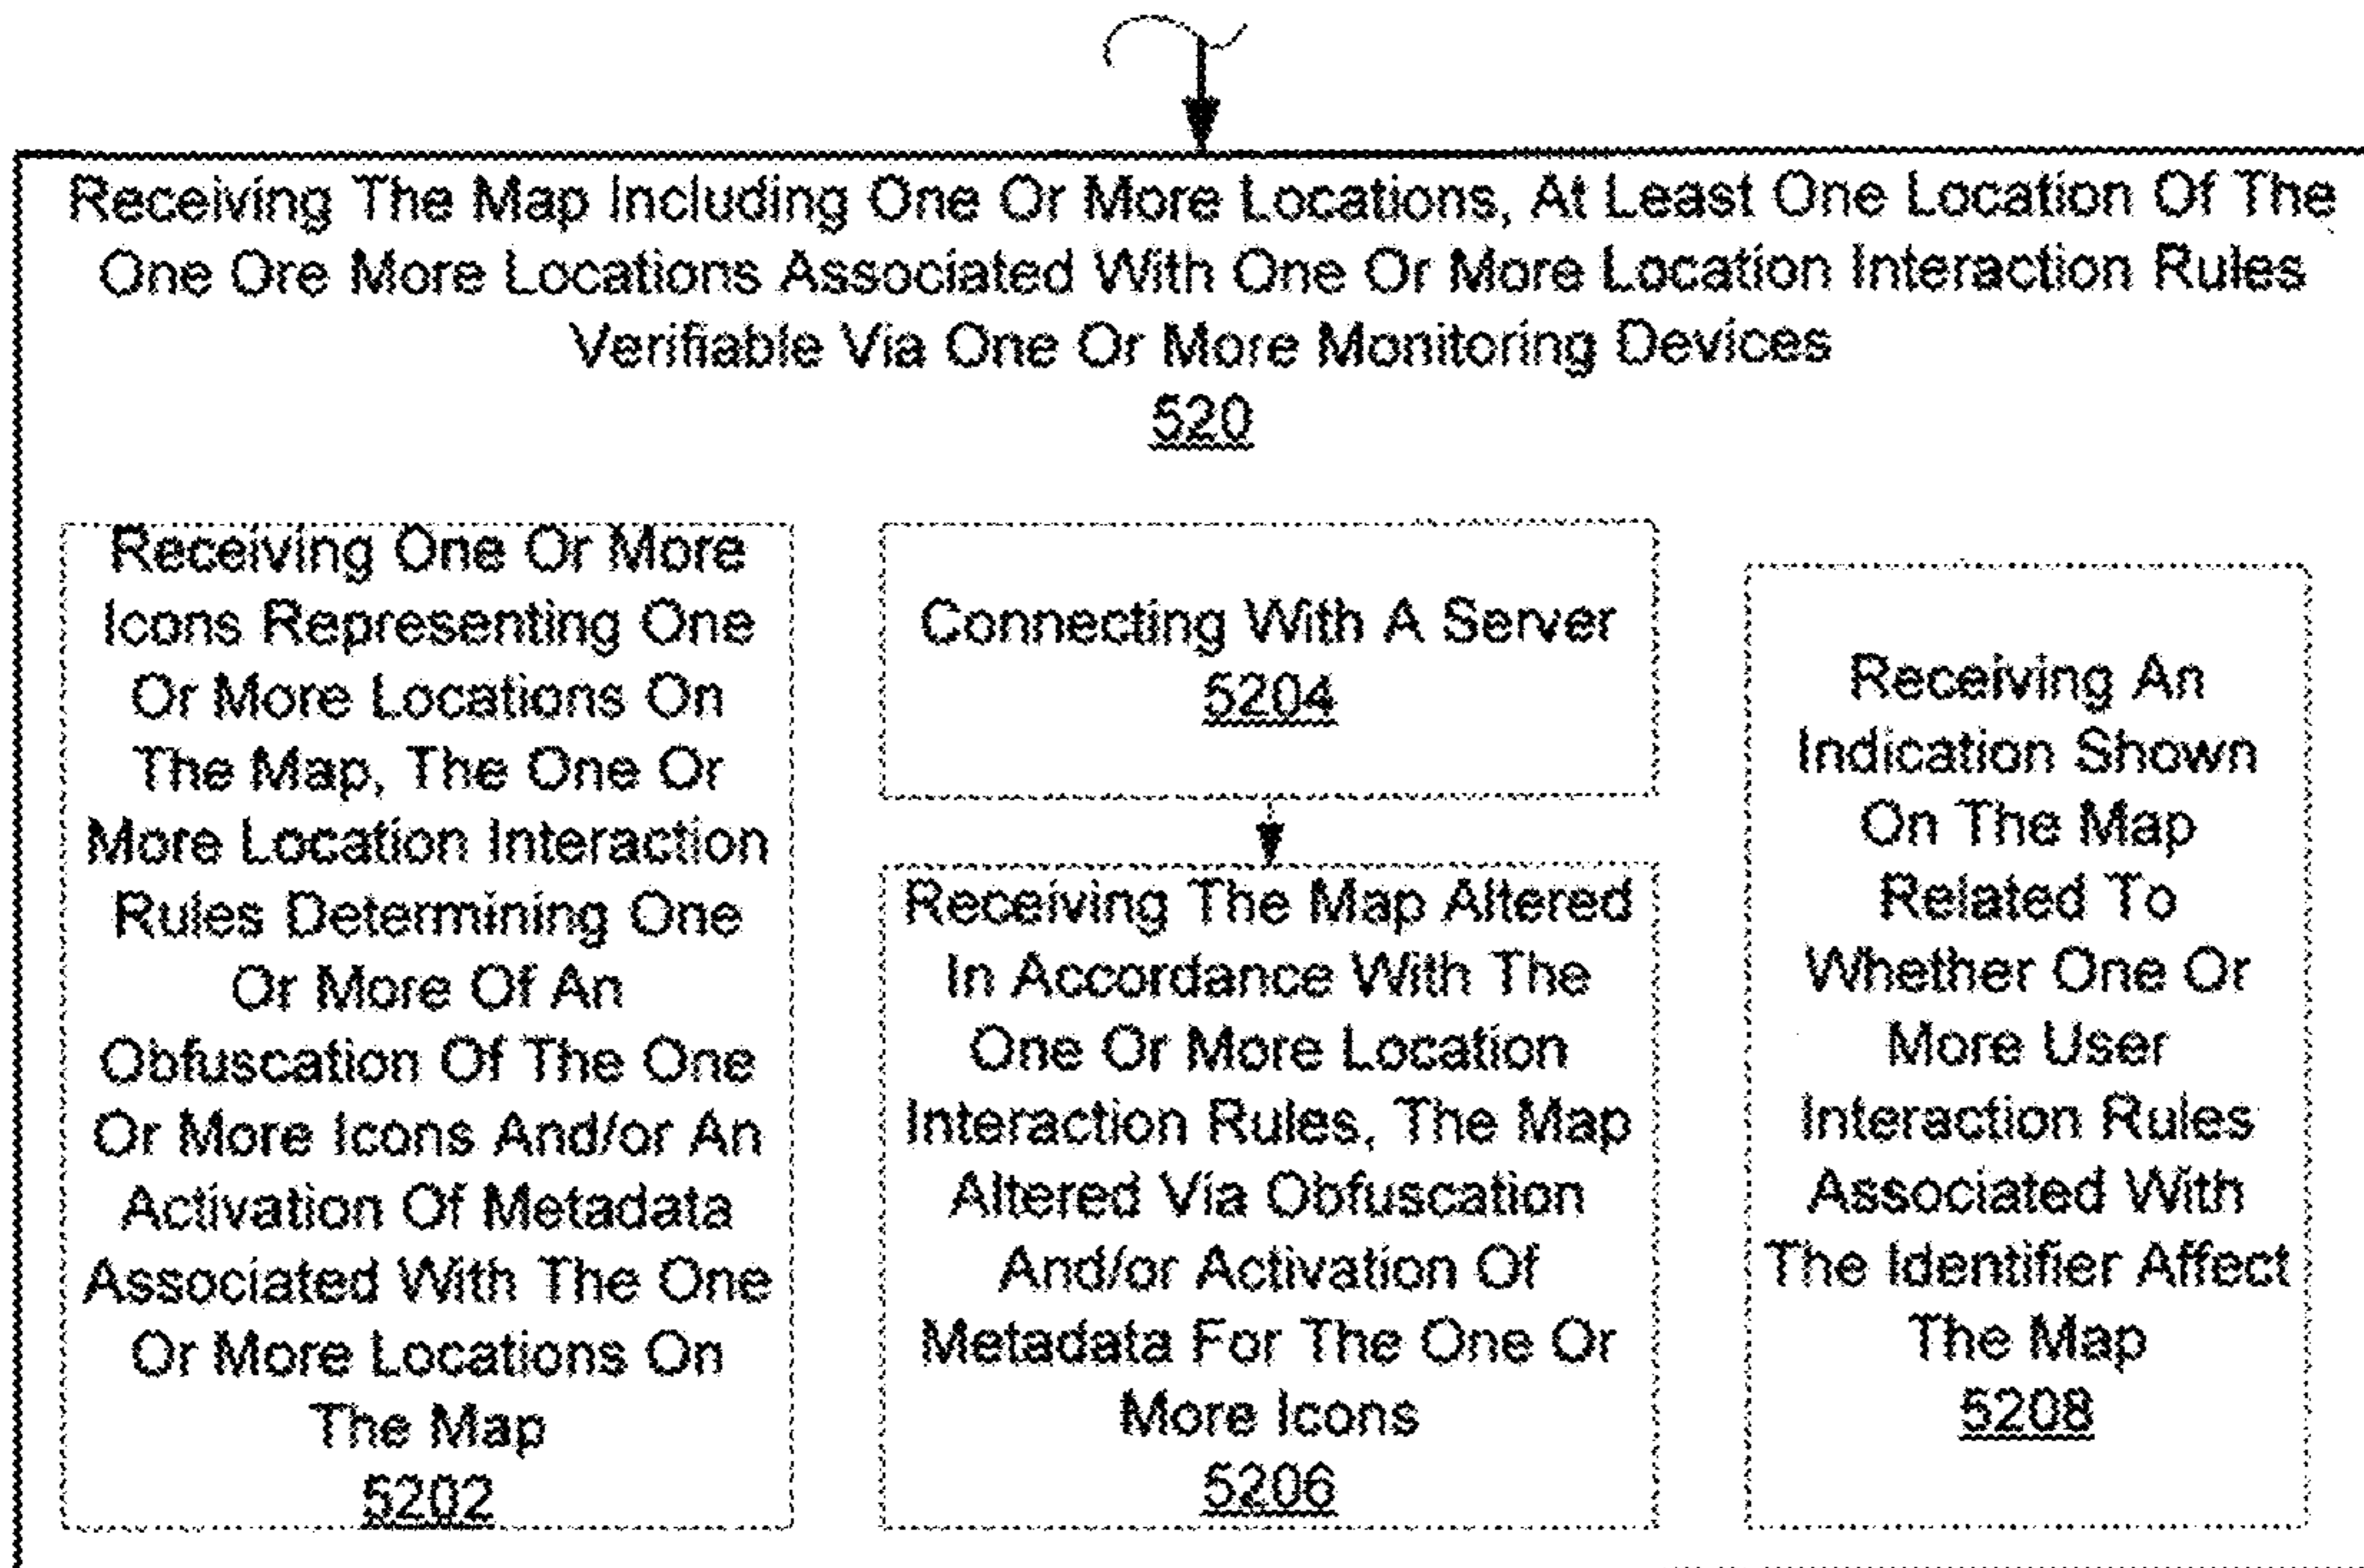 Receiving The Map Including One Or More Locations, At Least One Location Of The
One Ore More Locations Associated With One Or More Location Interaction Rules
Verifiable Via One Or More Monitoring Devices
520
Receiving One Or More
Icons Representing One
Or More Locations On
The Map, The One Or
More Location Interaction
Rules Determining One
Or More Of An
Obfuscation Of The One
Or More Icons And/or An
Activation Of Metadata
Associated With The One
Or More Locations On
The Map
5202
Connecting With A Server
5204
Receiving The Map Altered
In Accordance With The
One Or More Location
Interaction Rules, The Map
Altered Via Obfuscation
And/or Activation Of
Metadata For The One Or
More Icons
5206
Receiving An
Indication Shown
On The Map
Related To
Whether One Or
More User
Interaction Rules
Associated With
The Identifier Affect
The Map
5208